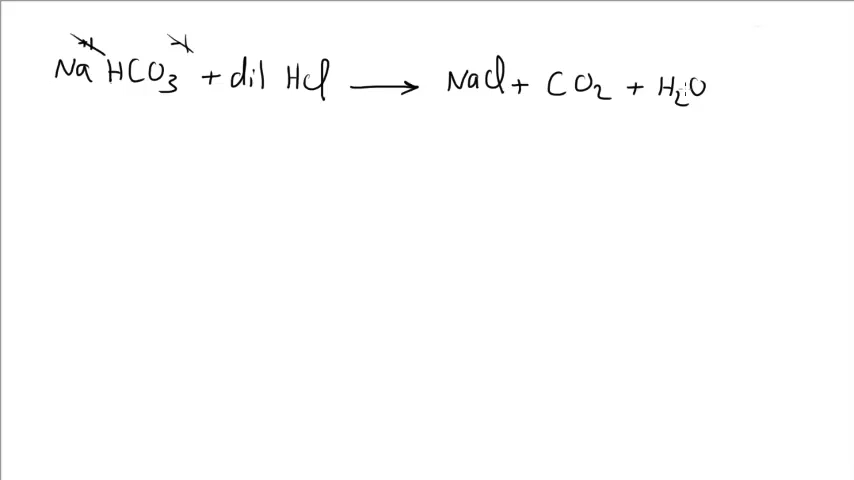 NaHCO₃ + dil HCl ⟶ NaCl + CO₂ + H₂O